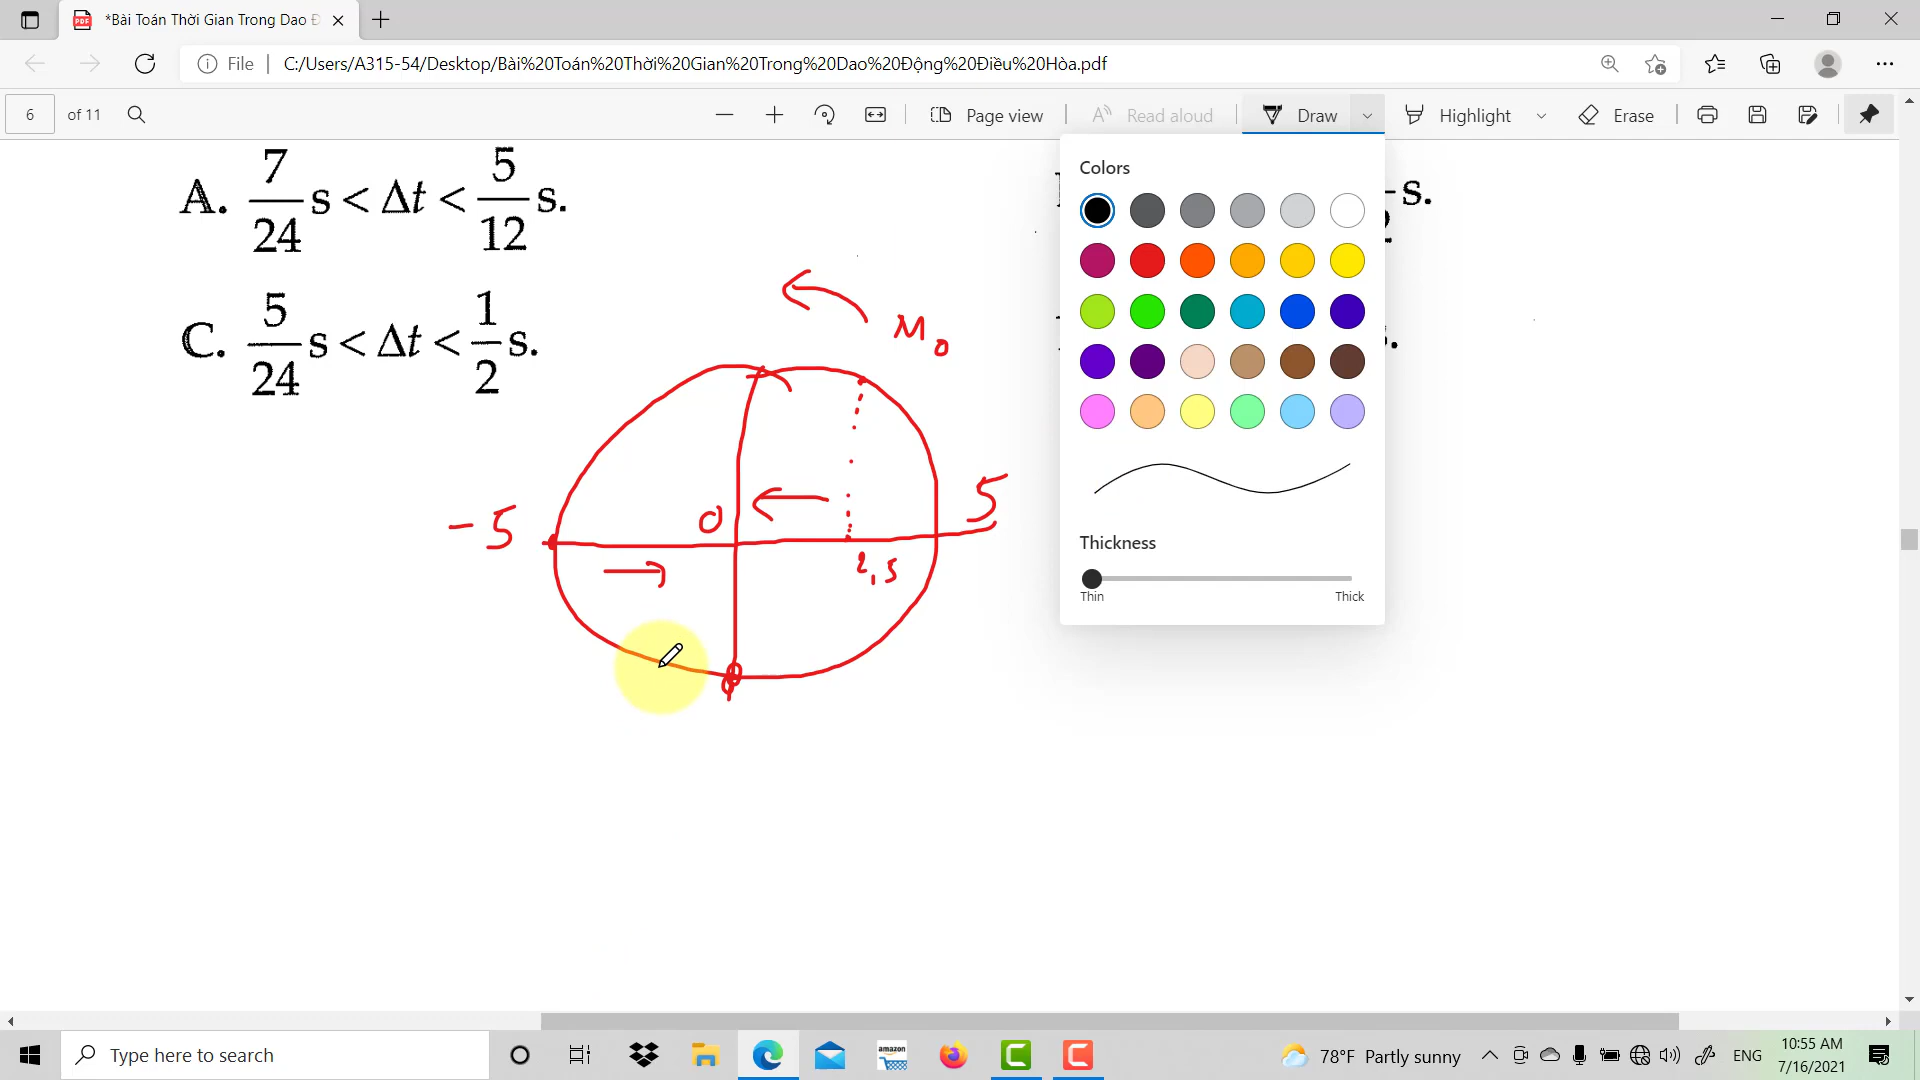 *Bài Toán Thời Gian Trong Dao Đ
File
C:/Users/A315-54/Desktop/Bài%20Toán%20Thời%20Gian%20Trong%20Dao%20Động%20Điều%20Hòa.pdf
6 of 11
Page view
Read aloud
Draw
Highlight
Erase
A. 7/24 s < Δt < 5/12 s.
s.
C. 5/24 s < Δt < 1/2 s.
Colors
M0
-5
0
5
2,5
Thickness
Thin
Thick
Type here to search
amazon
78°F Partly sunny
ENG
10:55 AM
7/16/2021